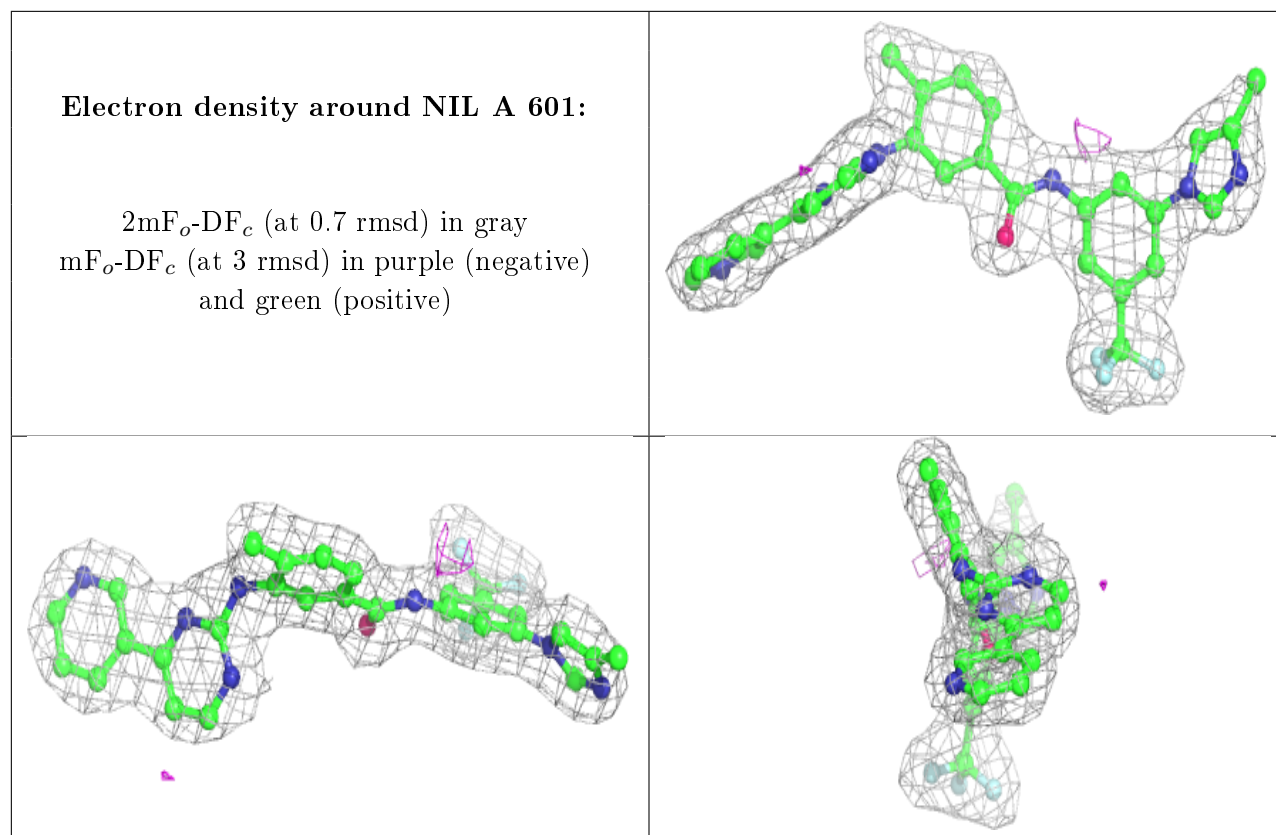 Electron density around NIL A 601:
2mFₒ-DF𝒸 (at 0.7 rmsd) in gray
mFₒ-DF𝒸 (at 3 rmsd) in purple (negative)
and green (positive)